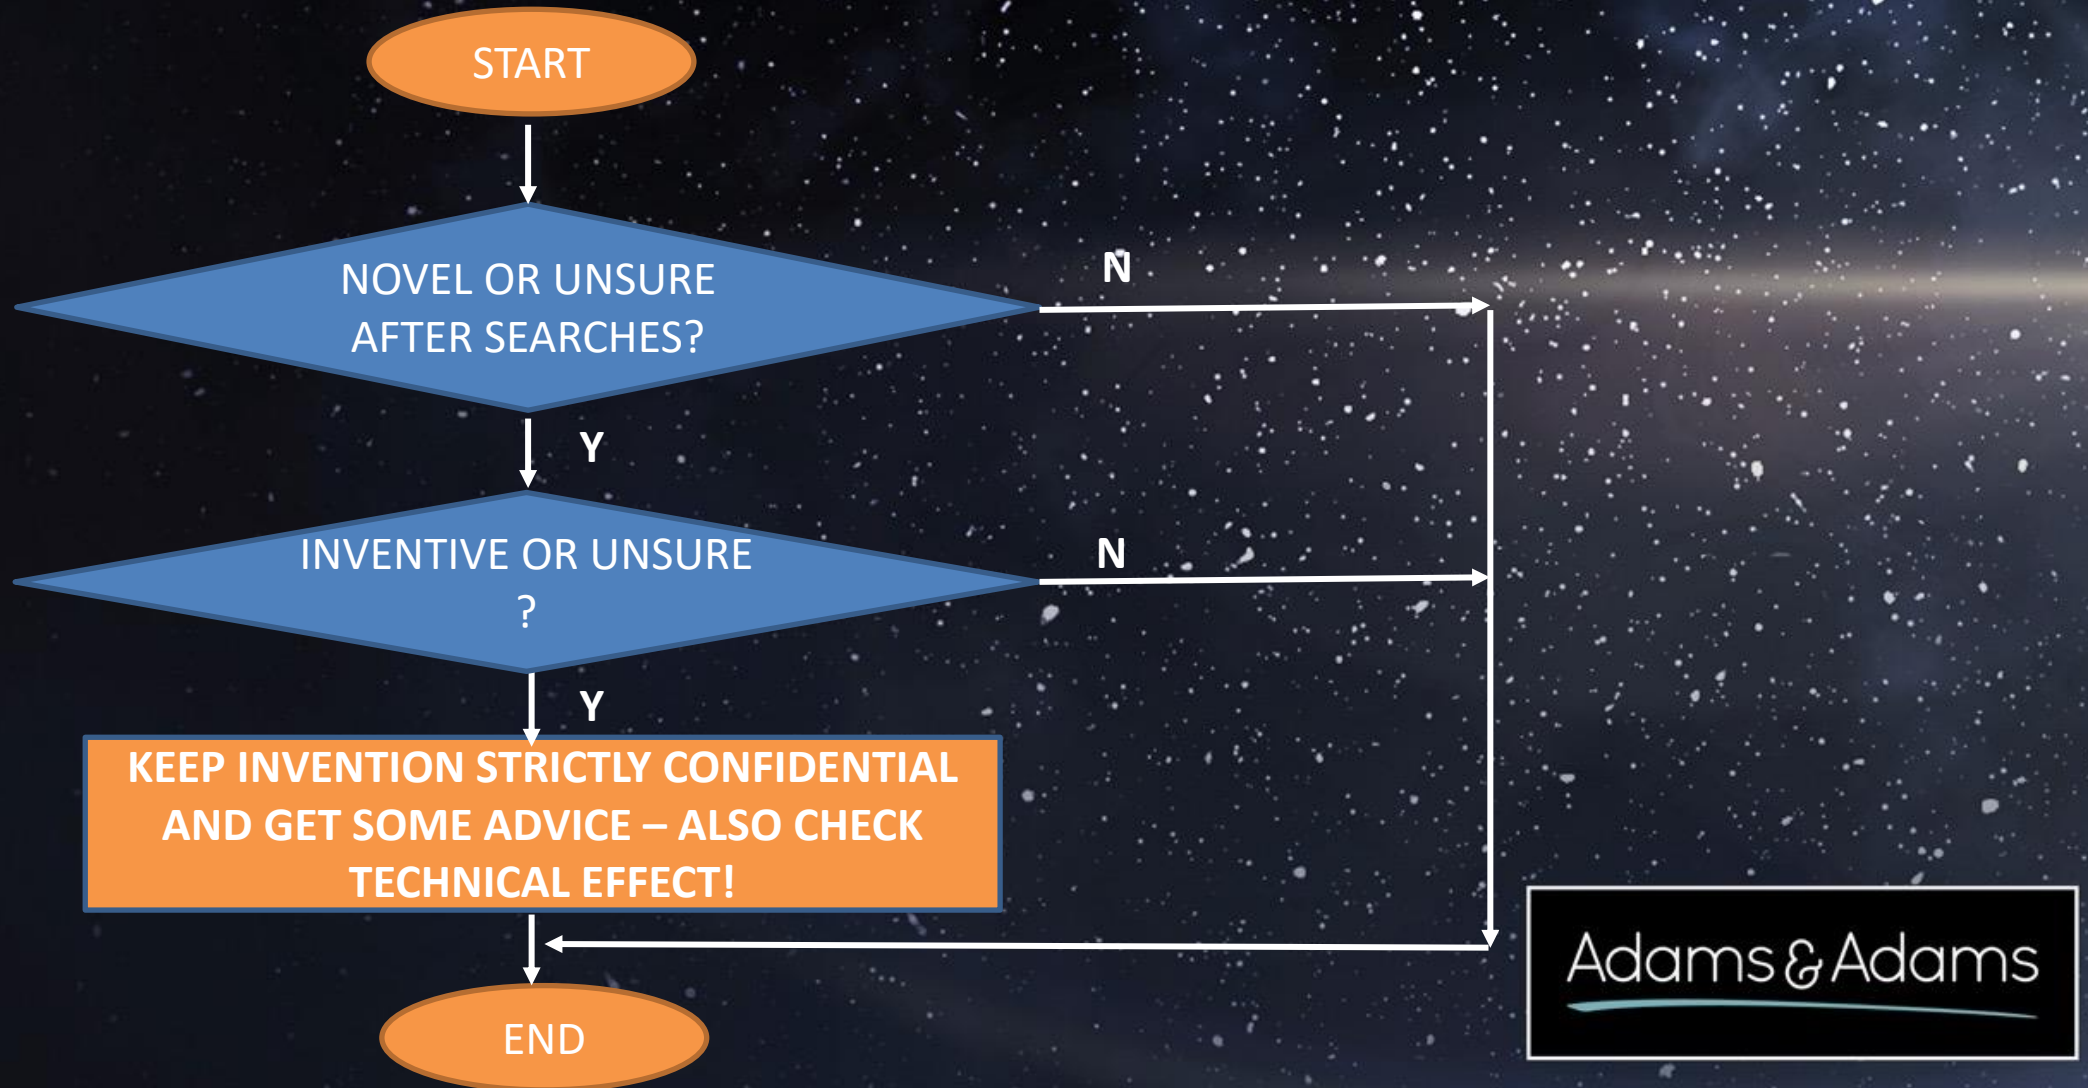 START
NOVEL OR UNSURE
AFTER SEARCHES?
N
Y
INVENTIVE OR UNSURE
?
N
Y
KEEP INVENTION STRICTLY CONFIDENTIAL
AND GET SOME ADVICE – ALSO CHECK
TECHNICAL EFFECT!
END
Adams & Adams